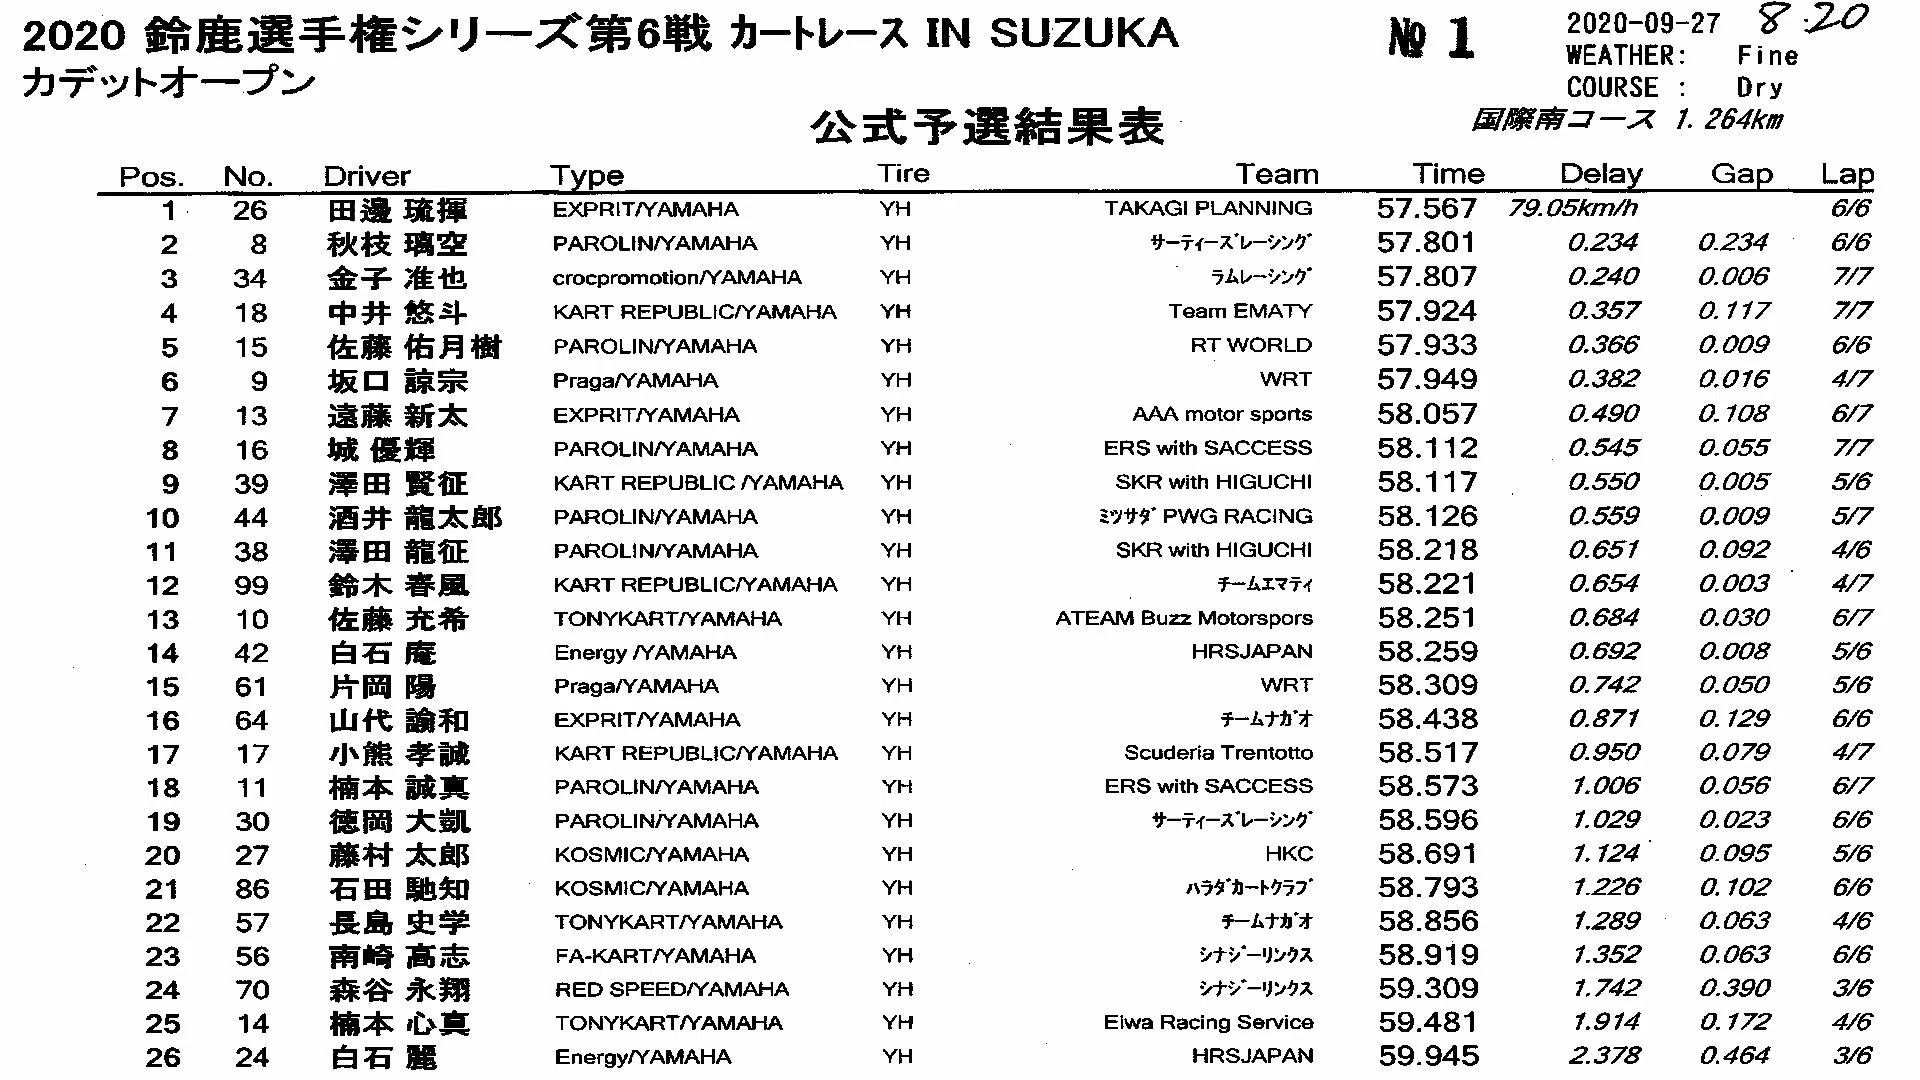 2020 鈴鹿選手権シリーズ第6戦 カートレース IN SUZUKA № 1 2020-09-27 8:20
カデットオープン WEATHER: Fine
COURSE : Dry
公式予選結果表 国際南コース 1.264km
Pos. No. Driver Type Tire Team Time Delay Gap Lap
1 26 田邊 琉揮 EXPRIT/YAMAHA YH TAKAGI PLANNING 57.567 79.05km/h 6/6
2 8 秋枝 璃空 PAROLIN/YAMAHA YH サーティーズレーシング 57.801 0.234 0.234 6/6
3 34 金子 准也 crocpromotion/YAMAHA YH ラムレーシング 57.807 0.240 0.006 7/7
4 18 中井 悠斗 KART REPUBLIC/YAMAHA YH Team EMATY 57.924 0.357 0.117 7/7
5 15 佐藤 佑月樹 PAROLIN/YAMAHA YH RT WORLD 57.933 0.366 0.009 6/6
6 9 坂口 諒宗 Praga/YAMAHA YH WRT 57.949 0.382 0.016 4/7
7 13 遠藤 新太 EXPRIT/YAMAHA YH AAA motor sports 58.057 0.490 0.108 6/7
8 16 城 優輝 PAROLIN/YAMAHA YH ERS with SACCESS 58.112 0.545 0.055 7/7
9 39 澤田 賢征 KART REPUBLIC /YAMAHA YH SKR with HIGUCHI 58.117 0.550 0.005 5/6
10 44 酒井 龍太郎 PAROLIN/YAMAHA YH ミツサダ PWG RACING 58.126 0.559 0.009 5/7
11 38 澤田 龍征 PAROLIN/YAMAHA YH SKR with HIGUCHI 58.218 0.651 0.092 4/6
12 99 鈴木 春風 KART REPUBLIC/YAMAHA YH チームエマティ 58.221 0.654 0.003 4/7
13 10 佐藤 充希 TONYKART/YAMAHA YH ATEAM Buzz Motorspors 58.251 0.684 0.030 6/7
14 42 白石 庵 Energy /YAMAHA YH HRSJAPAN 58.259 0.692 0.008 5/6
15 61 片岡 陽 Praga/YAMAHA YH WRT 58.309 0.742 0.050 5/6
16 64 山代 諭和 EXPRIT/YAMAHA YH チームナガオ 58.438 0.871 0.129 6/6
17 17 小熊 孝誠 KART REPUBLIC/YAMAHA YH Scuderia Trentotto 58.517 0.950 0.079 4/7
18 11 楠本 誠真 PAROLIN/YAMAHA YH ERS with SACCESS 58.573 1.006 0.056 6/7
19 30 徳岡 大凱 PAROLIN/YAMAHA YH サーティーズレーシング 58.596 1.029 0.023 6/6
20 27 藤村 太郎 KOSMIC/YAMAHA YH HKC 58.691 1.124 0.095 5/6
21 86 石田 馳知 KOSMIC/YAMAHA YH ハラダカートクラブ 58.793 1.226 0.102 6/6
22 57 長島 史学 TONYKART/YAMAHA YH チームナガオ 58.856 1.289 0.063 4/6
23 56 南崎 高志 FA-KART/YAMAHA YH シナジーリンクス 58.919 1.352 0.063 6/6
24 70 森谷 永翔 RED SPEED/YAMAHA YH シナジーリンクス 59.309 1.742 0.390 3/6
25 14 楠本 心真 TONYKART/YAMAHA YH Eiwa Racing Service 59.481 1.914 0.172 4/6
26 24 白石 麗 Energy/YAMAHA YH HRSJAPAN 59.945 2.378 0.464 3/6